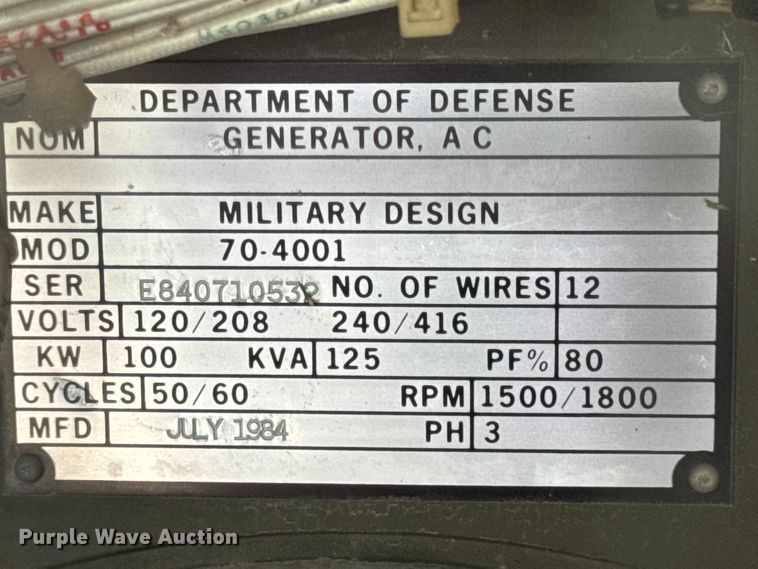 DEPARTMENT OF DEFENSE
NOM GENERATOR, A C
MAKE MILITARY DESIGN
MOD 70-4001
SER NO. OF WIRES 12
VOLTS 120/208 240/416
KW 100 KVA 125 PF% 80
CYCLES 50/60 RPM 1500/1800
MFD JULY 1984 PH 3
Purple Wave Auction